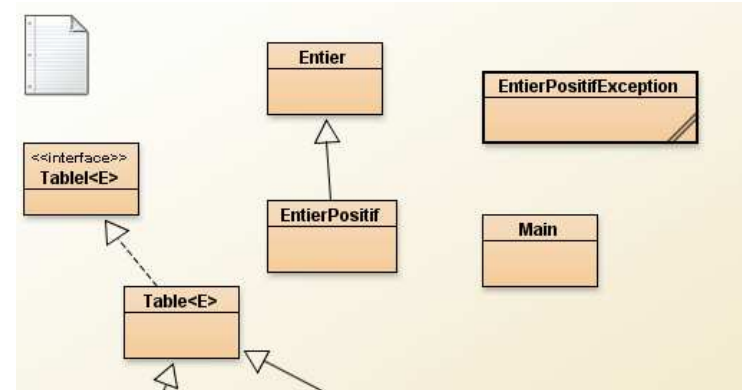 Entier
EntierPositifException
<<interface>>
TableI<E>
EntierPositif
Main
Table<E>